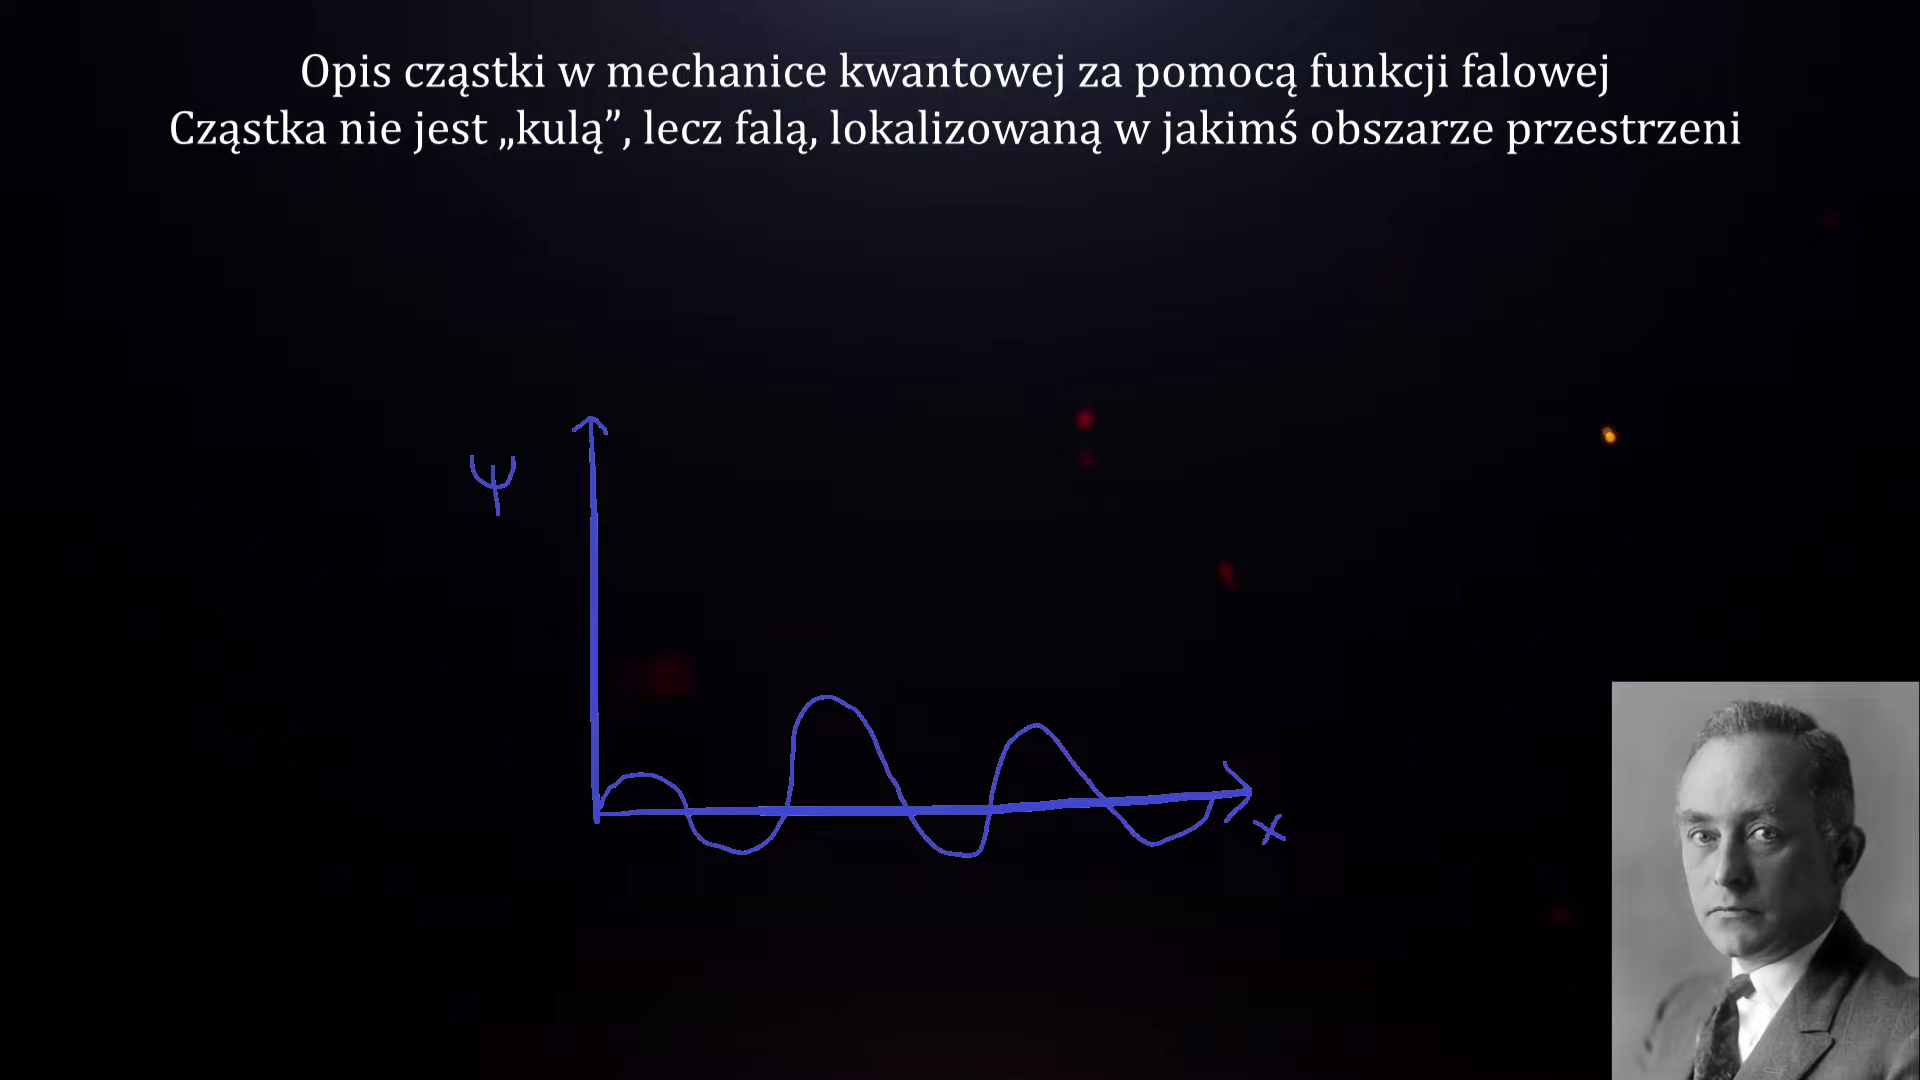 Opis cząstki w mechanice kwantowej za pomocą funkcji falowej
Cząstka nie jest „kulą”, lecz falą, lokalizowaną w jakimś obszarze przestrzeni
Ψ
x